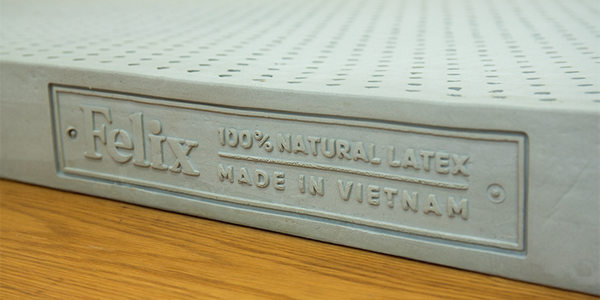 Felix
100% NATURAL LATEX
MADE IN VIETNAM